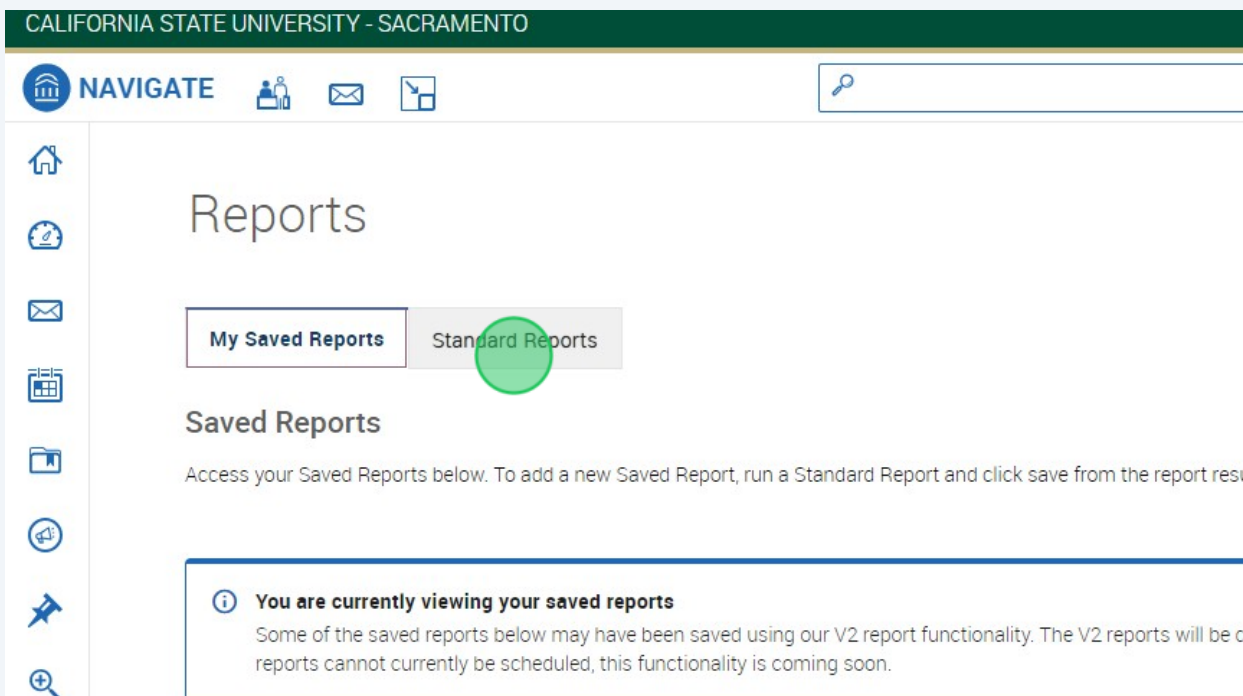 CALIFORNIA STATE UNIVERSITY - SACRAMENTO
NAVIGATE
Reports
My Saved Reports
Standard Reports
Saved Reports
Access your Saved Reports below. To add a new Saved Report, run a Standard Report and click save from the report
You are currently viewing your saved reports
Some of the saved reports below may have been saved using our V2 report functionality. The V2 reports will be
reports cannot currently be scheduled, this functionality is coming soon.